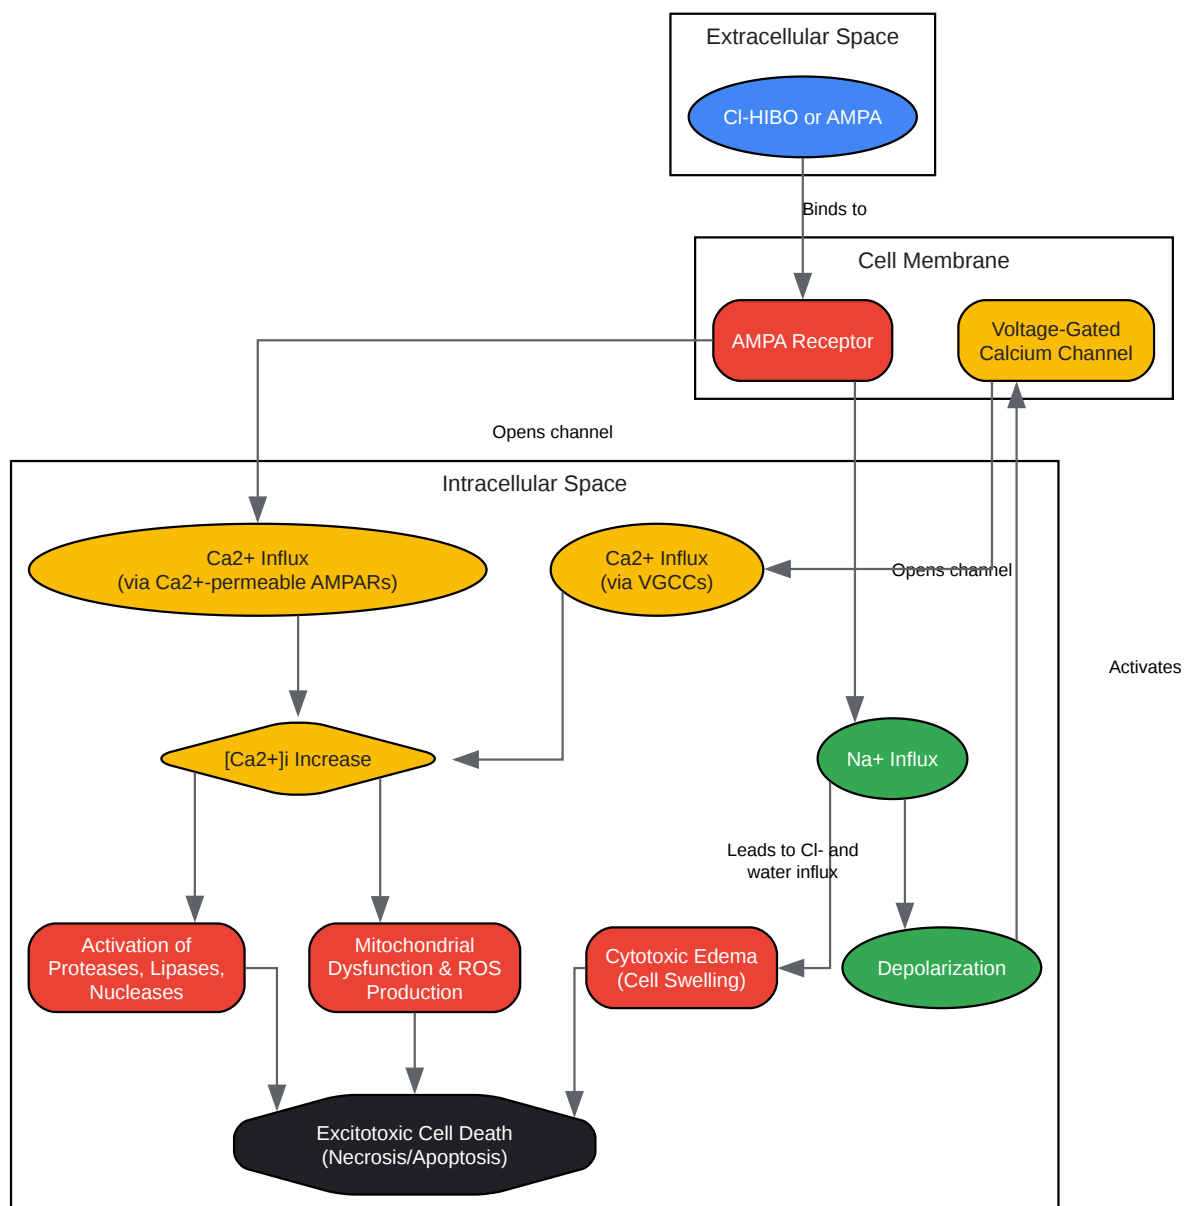 Extracellular Space
Cl-HIBO or AMPA
Binds to
Cell Membrane
AMPA Receptor
Voltage-Gated
Calcium Channel
Opens channel
Intracellular Space
Ca2+ Influx
(via Ca2+-permeable AMPARs)
Ca2+ Influx
(via VGCCs)
Opens channel
Activates
[Ca2+]i Increase
Na+ Influx
Leads to Cl- and
water influx
Activation of
Proteases, Lipases,
Nucleases
Mitochondrial
Dysfunction & ROS
Production
Cytotoxic Edema
(Cell Swelling)
Depolarization
Excitotoxic Cell Death
(Necrosis/Apoptosis)